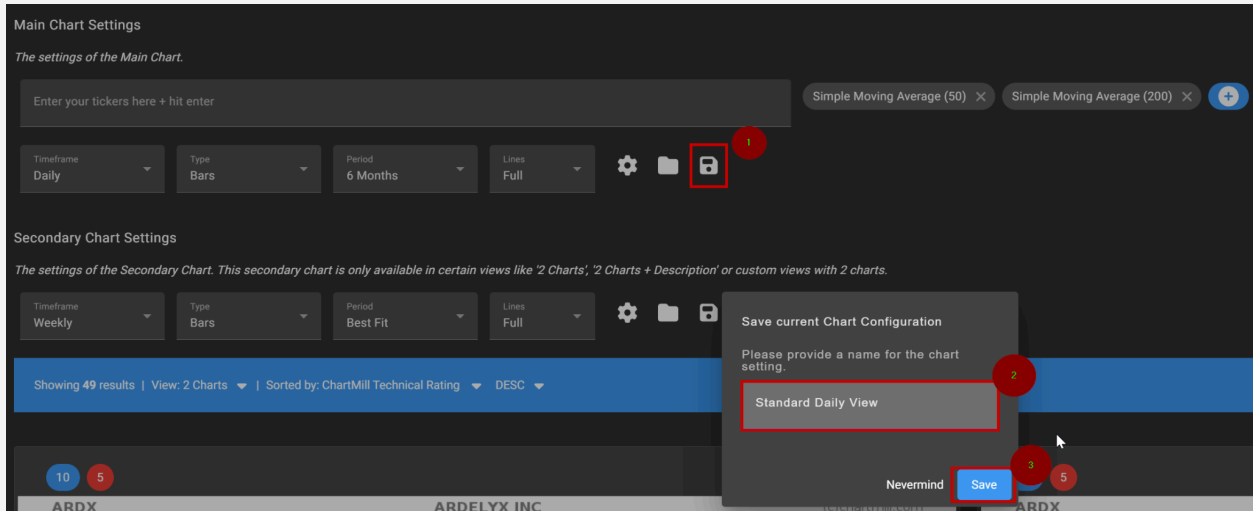 Main Chart Settings
The settings of the Main Chart.
Enter your tickers here + hit enter
Simple Moving Average (50)
Simple Moving Average (200)
1
Timeframe
Daily
Type
Bars
Period
6 Months
Lines
Full
Secondary Chart Settings
The settings of the Secondary Chart. This secondary chart is only available in certain views like '2 Charts', '2 Charts + Description' or custom views with 2 charts.
Timeframe
Weekly
Type
Bars
Period
Best Fit
Lines
Full
Save current Chart Configuration
Please provide a name for the chart
setting.
2
Standard Daily View
Showing 49 results | View: 2 Charts | Sorted by: ChartMill Technical Rating DESC
3
Nevermind
Save
10
5
5
ARDX
ARDELYX INC
ARDX